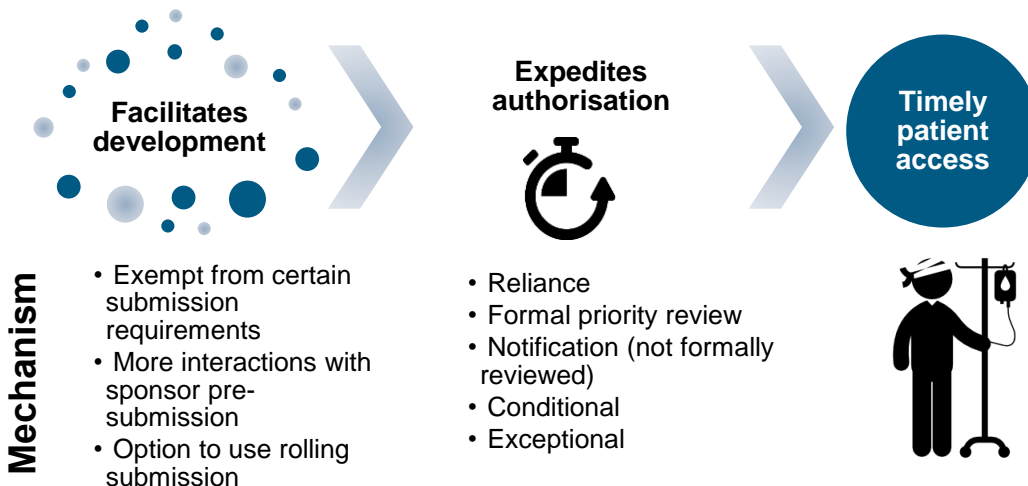 Facilitates
development
Expedites
authorisation
Timely
patient
access
Mechanism
• Exempt from certain
submission
requirements
• More interactions with
sponsor pre-
submission
• Option to use rolling
submission
• Reliance
• Formal priority review
• Notification (not formally
reviewed)
• Conditional
• Exceptional